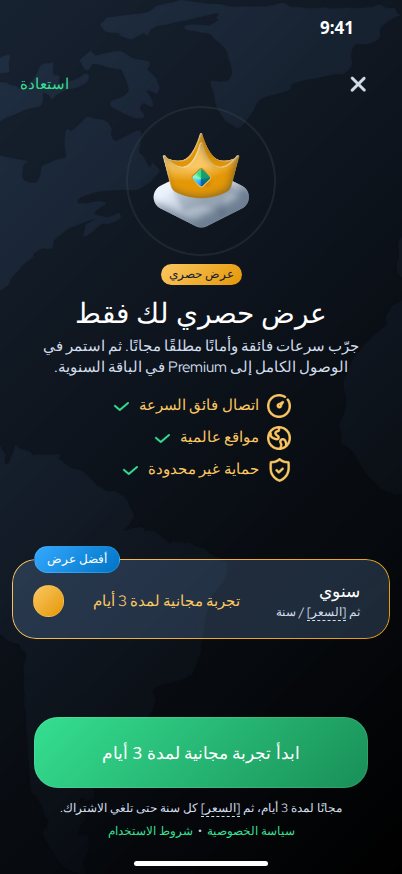 9:41
استعادة
عرض حصري
عرض حصري لك فقط
جرّب سرعات فائقة وأمانًا مطلقًا مجانًا. ثم استمر في
الوصول الكامل إلى Premium في الباقة السنوية.
اتصال فائق السرعة
مواقع عالمية
حماية غير محدودة
أفضل عرض
سنوي
تجربة مجانية لمدة 3 أيام
ثم [السعر] / سنة
ابدأ تجربة مجانية لمدة 3 أيام
مجانًا لمدة 3 أيام، ثم [السعر] كل سنة حتى تلغي الاشتراك.
سياسة الخصوصية • شروط الاستخدام